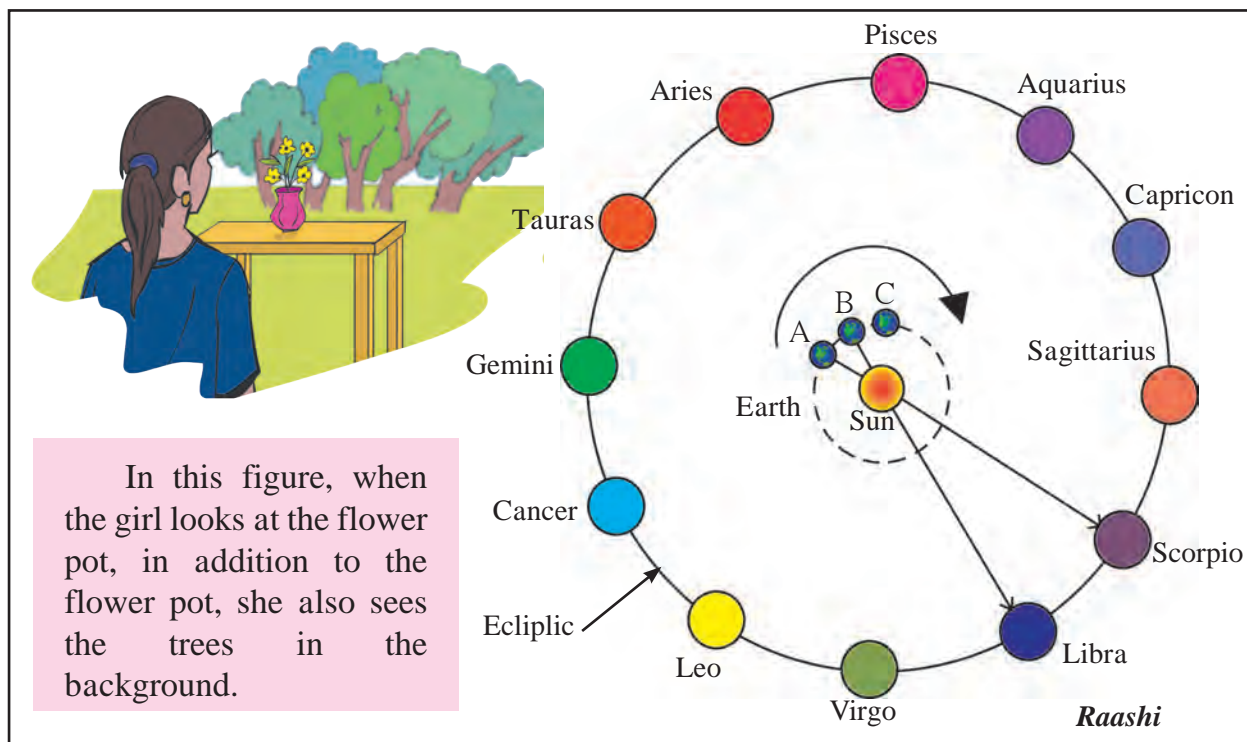 Pisces
Aries
Aquarius
Tauras
Capricon
C
B
A
Gemini
Sagittarius
Earth
Sun
In this figure, when
the girl looks at the flower
pot, in addition to the
flower pot, she also sees
the trees in the
background.
Cancer
Scorpio
Ecliplic
Leo
Libra
Virgo
Raashi